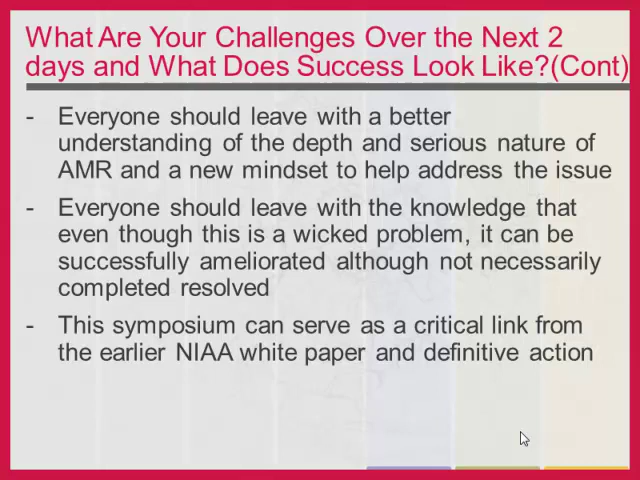 What Are Your Challenges Over the Next 2
days and What Does Success Look Like?(Cont)
- Everyone should leave with a better
understanding of the depth and serious nature of
AMR and a new mindset to help address the issue
- Everyone should leave with the knowledge that
even though this is a wicked problem, it can be
successfully ameliorated although not necessarily
completed resolved
- This symposium can serve as a critical link from
the earlier NIAA white paper and definitive action